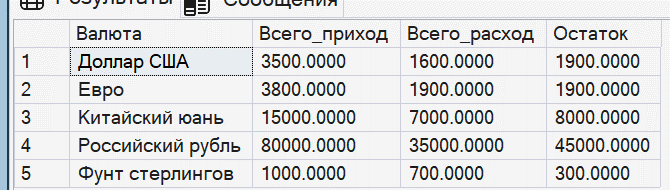 Результаты Сообщения
Валюта Всего_приход Всего_расход Остаток
1 Доллар США 3500.0000 1600.0000 1900.0000
2 Евро 3800.0000 1900.0000 1900.0000
3 Китайский юань 15000.0000 7000.0000 8000.0000
4 Российский рубль 80000.0000 35000.0000 45000.0000
5 Фунт стерлингов 1000.0000 700.0000 300.0000